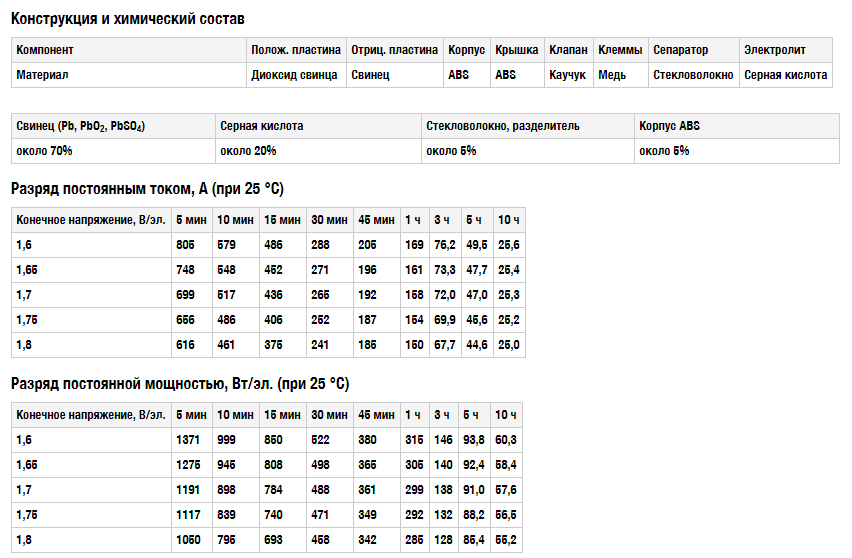 Конструкция и химический состав
Компонент Полож. пластина Отриц. пластина Корпус Крышка Клапан Клеммы Сепаратор Электролит
Материал Диоксид свинца Свинец ABS ABS Каучук Медь Стекловолокно Серная кислота
Свинец (Pb, PbO₂, PbSO₄) Серная кислота Стекловолокно, разделитель Корпус ABS
около 70% около 20% около 5% около 5%
Разряд постоянным током, А (при 25 °C)
Конечное напряжение, В/эл. 5 мин 10 мин 15 мин 30 мин 45 мин 1 ч 3 ч 5 ч 10 ч
1,6 805 579 486 288 205 169 76,2 49,5 25,6
1,65 748 548 452 271 196 161 73,3 47,7 25,4
1,7 699 517 436 265 192 158 72,0 47,0 25,3
1,75 656 486 406 252 187 154 69,9 45,6 25,2
1,8 616 461 375 241 185 150 67,7 44,6 25,0
Разряд постоянной мощностью, Вт/эл. (при 25 °C)
Конечное напряжение, В/эл. 5 мин 10 мин 15 мин 30 мин 45 мин 1 ч 3 ч 5 ч 10 ч
1,6 1371 999 850 522 380 315 146 93,8 60,3
1,65 1275 945 808 498 365 305 140 92,4 58,4
1,7 1191 898 784 488 361 299 138 91,0 57,6
1,75 1117 839 740 471 349 292 132 88,2 56,5
1,8 1050 795 693 458 342 285 128 85,4 55,2